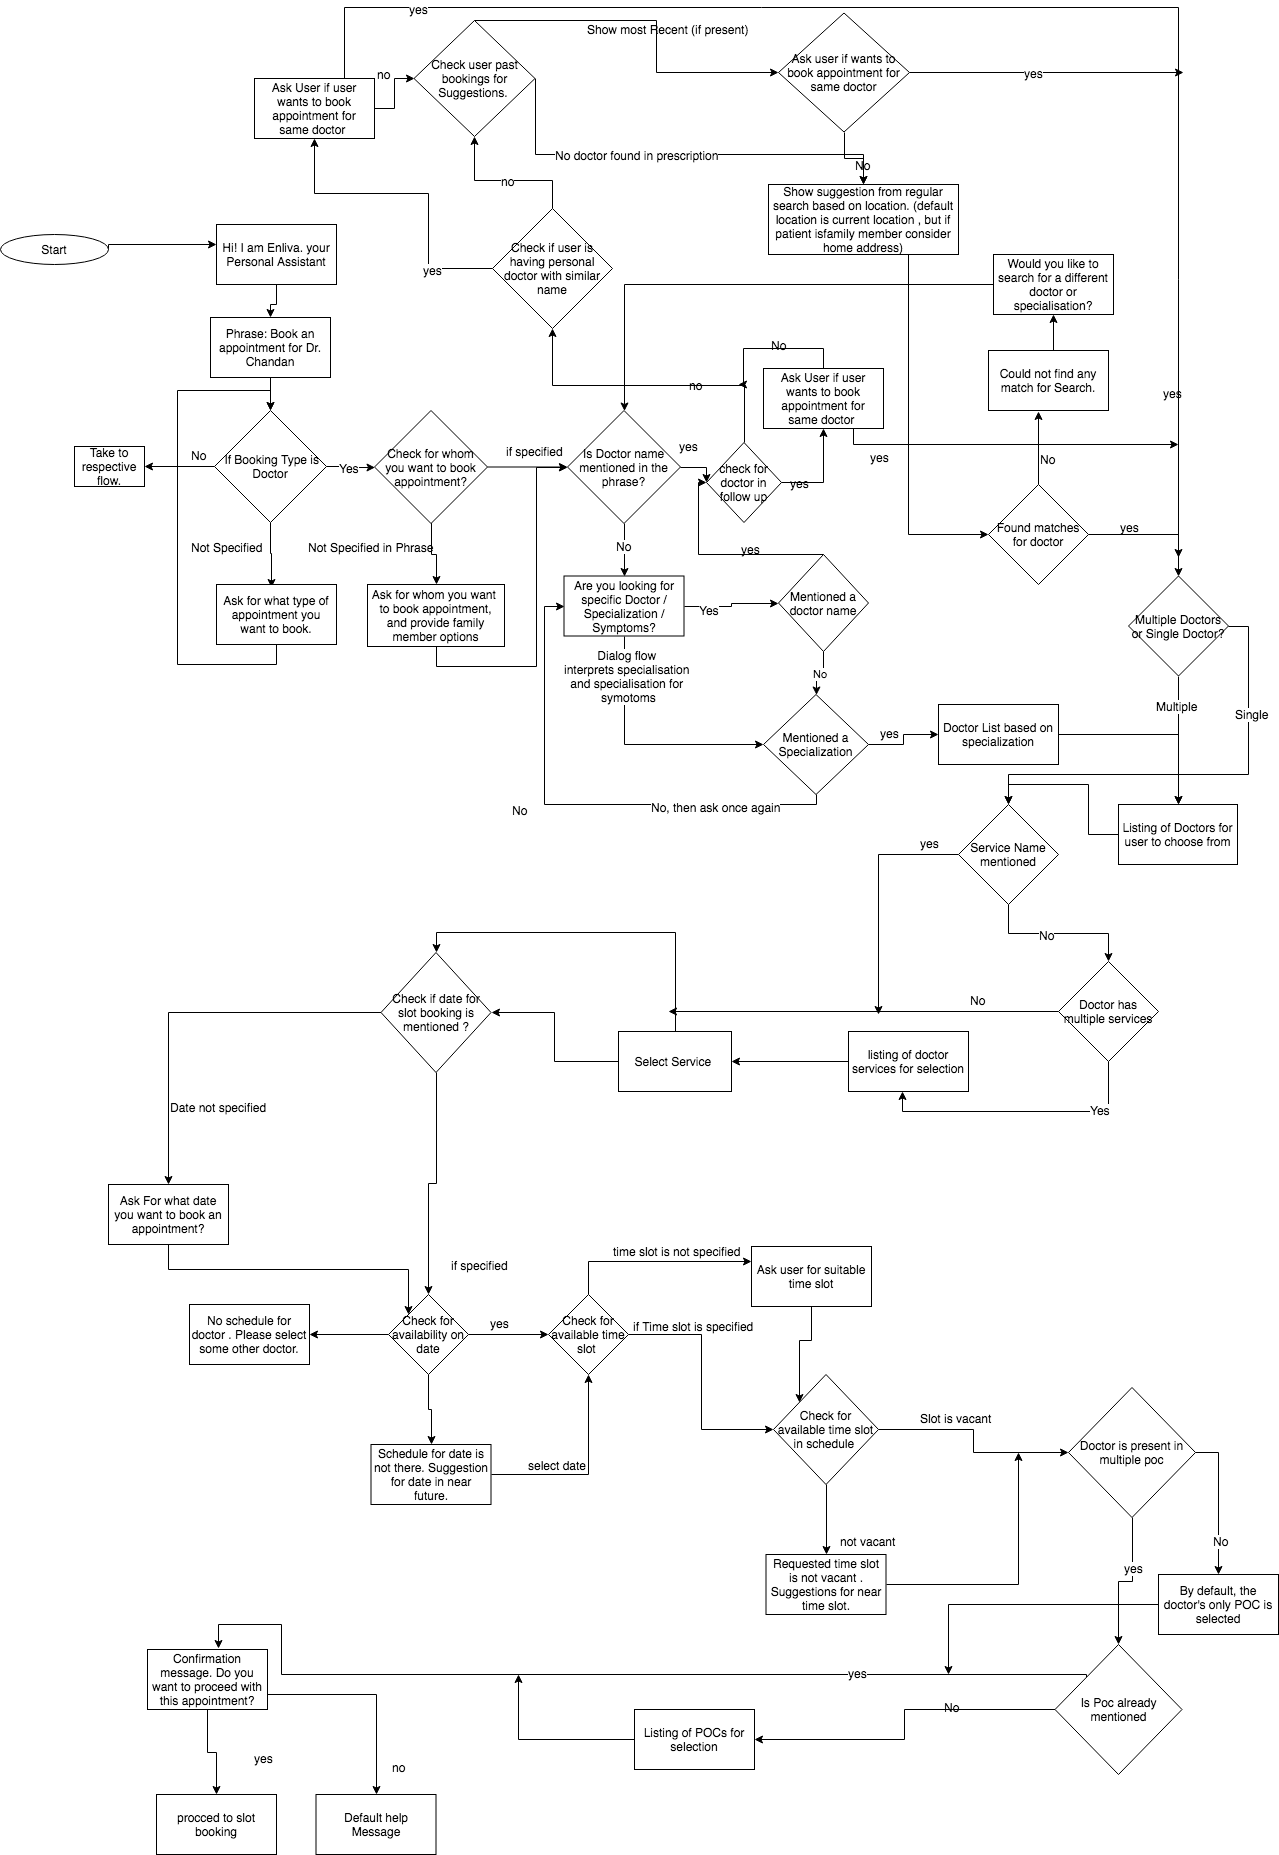 yes
Show most Recent (if present)
Check user past
bookings for
Suggestions.
Ask user if wants to
book appointment for
same doctor
yes
no
Ask User if user
wants to book
appointment for
same doctor
No doctor found in prescription
No
no
Show suggestion from regular
search based on location. (default
location is current location , but if
patient isfamily member consider
home address)
Start
Hi! I am Enliva. your
Personal Assistant
Check if user is
having personal
doctor with similar
name
yes
Would you like to
search for a different
doctor or
specialisation?
Phrase: Book an
appointment for Dr.
Chandan
No
no
Ask User if user
wants to book
appointment for
same doctor
Could not find any
match for Search.
yes
Take to
respective
flow.
No
If Booking Type is
Doctor
Yes
Check for whom
you want to book
appointment?
if specified
Is Doctor name
mentioned in the
phrase?
yes
check for
doctor in
follow up
yes
yes
No
Not Specified
Not Specified in Phrase
No
yes
Found matches
for doctor
yes
Ask for what type of
appointment you
want to book.
Ask for whom you want
to book appointment,
and provide family
member options
Are you looking for
specific Doctor /
Specialization /
Symptoms?
Yes
Mentioned a
doctor name
Multiple Doctors
or Single Doctor?
Dialog flow
interprets specialisation
and specialisation for
symotoms
No
Multiple
Single
Mentioned a
Specialization
yes
Doctor List based on
specialization
No
No, then ask once again
Listing of Doctors for
user to choose from
yes
Service Name
mentioned
No
Check if date for
slot booking is
mentioned ?
No
Doctor has
multiple services
Select Service
listing of doctor
services for selection
Yes
Date not specified
Ask For what date
you want to book an
appointment?
if specified
time slot is not specified
Ask user for suitable
time slot
No schedule for
doctor . Please select
some other doctor.
Check for
availability on
date
yes
Check for
available time
slot
if Time slot is specified
Check for
available time slot
in schedule
Slot is vacant
Doctor is present in
multiple poc
Schedule for date is
not there. Suggestion
for date in near
future.
select date
not vacant
No
Requested time slot
is not vacant .
Suggestions for near
time slot.
yes
By default, the
doctor's only POC is
selected
Confirmation
message. Do you
want to proceed with
this appointment?
yes
Is Poc already
mentioned
No
Listing of POCs for
selection
yes
no
procced to slot
booking
Default help
Message